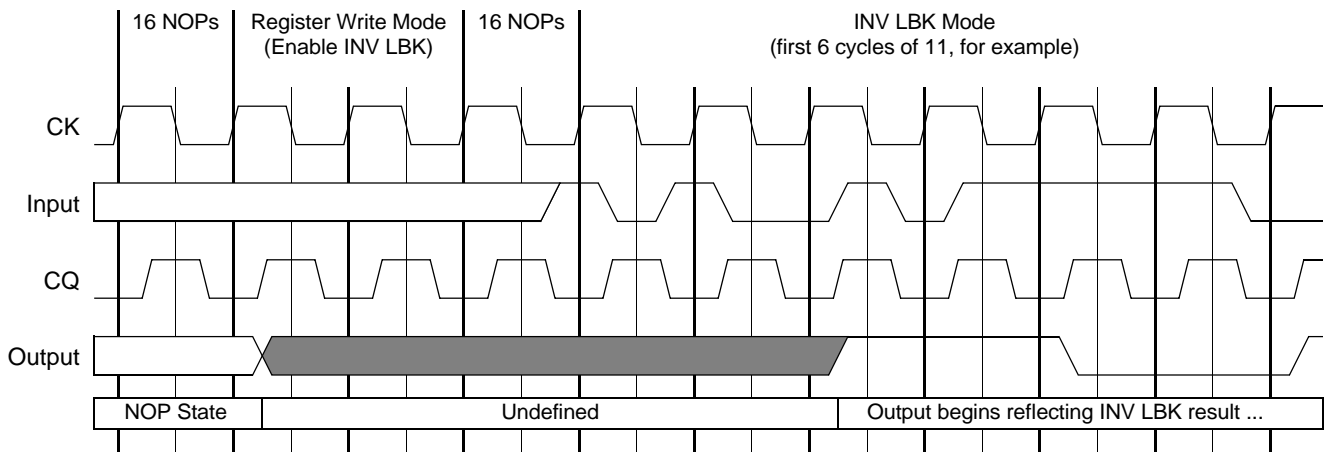 16 NOPs
Register Write Mode
(Enable INV LBK)
16 NOPs
INV LBK Mode
(first 6 cycles of 11, for example)
CK
Input
CQ
Output
NOP State
Undefined
Output begins reflecting INV LBK result ...